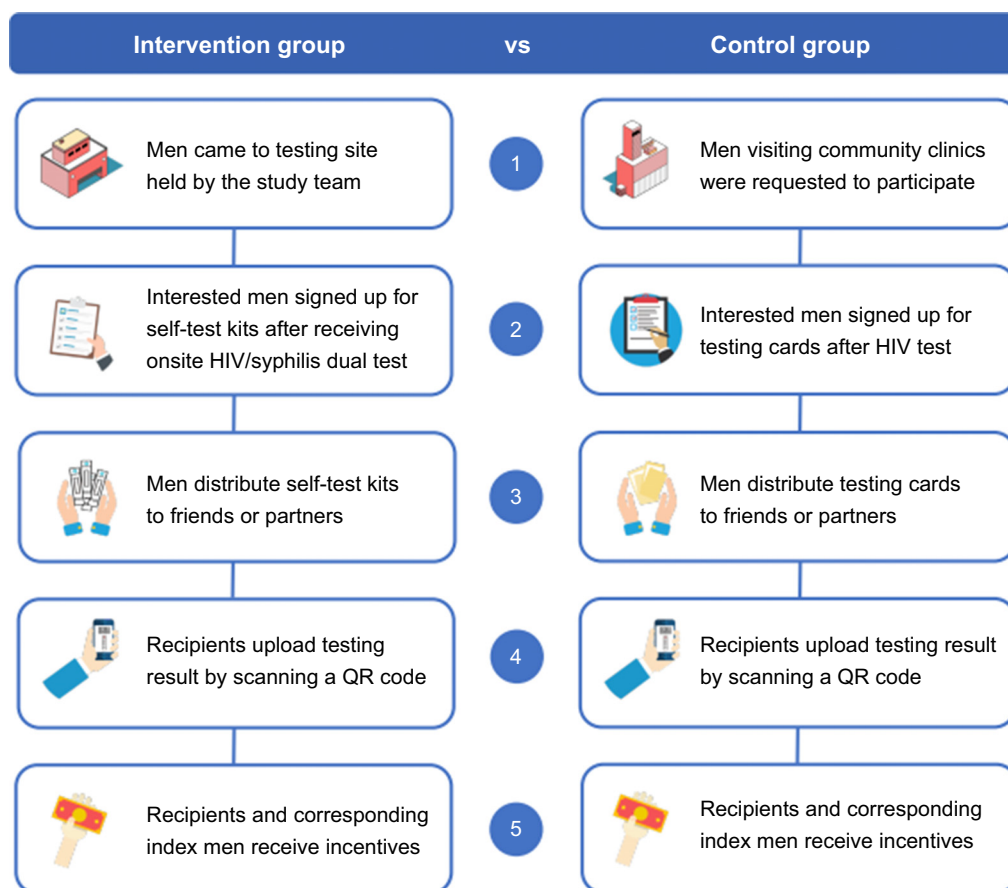 Intervention group vs Control group
Men came to testing site
held by the study team
1
Men visiting community clinics
were requested to participate
Interested men signed up for
self-test kits after receiving
onsite HIV/syphilis dual test
2
Interested men signed up for
testing cards after HIV test
Men distribute self-test kits
to friends or partners
3
Men distribute testing cards
to friends or partners
Recipients upload testing
result by scanning a QR code
4
Recipients upload testing result
by scanning a QR code
Recipients and corresponding
index men receive incentives
5
Recipients and corresponding
index men receive incentives